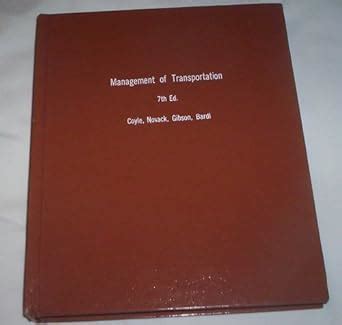 Management of Transportation
7th Ed.
Coyle, Novack, Gibson, Bardi